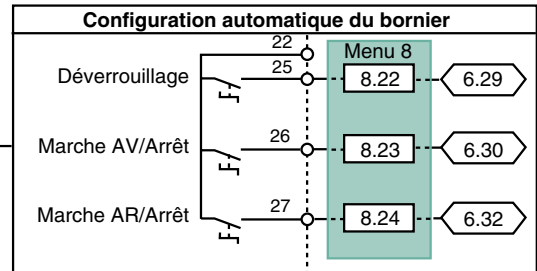 Configuration automatique du bornier
22
Menu 8
Déverrouillage 25 8.22 6.29
Marche AV/Arrêt 26 8.23 6.30
Marche AR/Arrêt 27 8.24 6.32